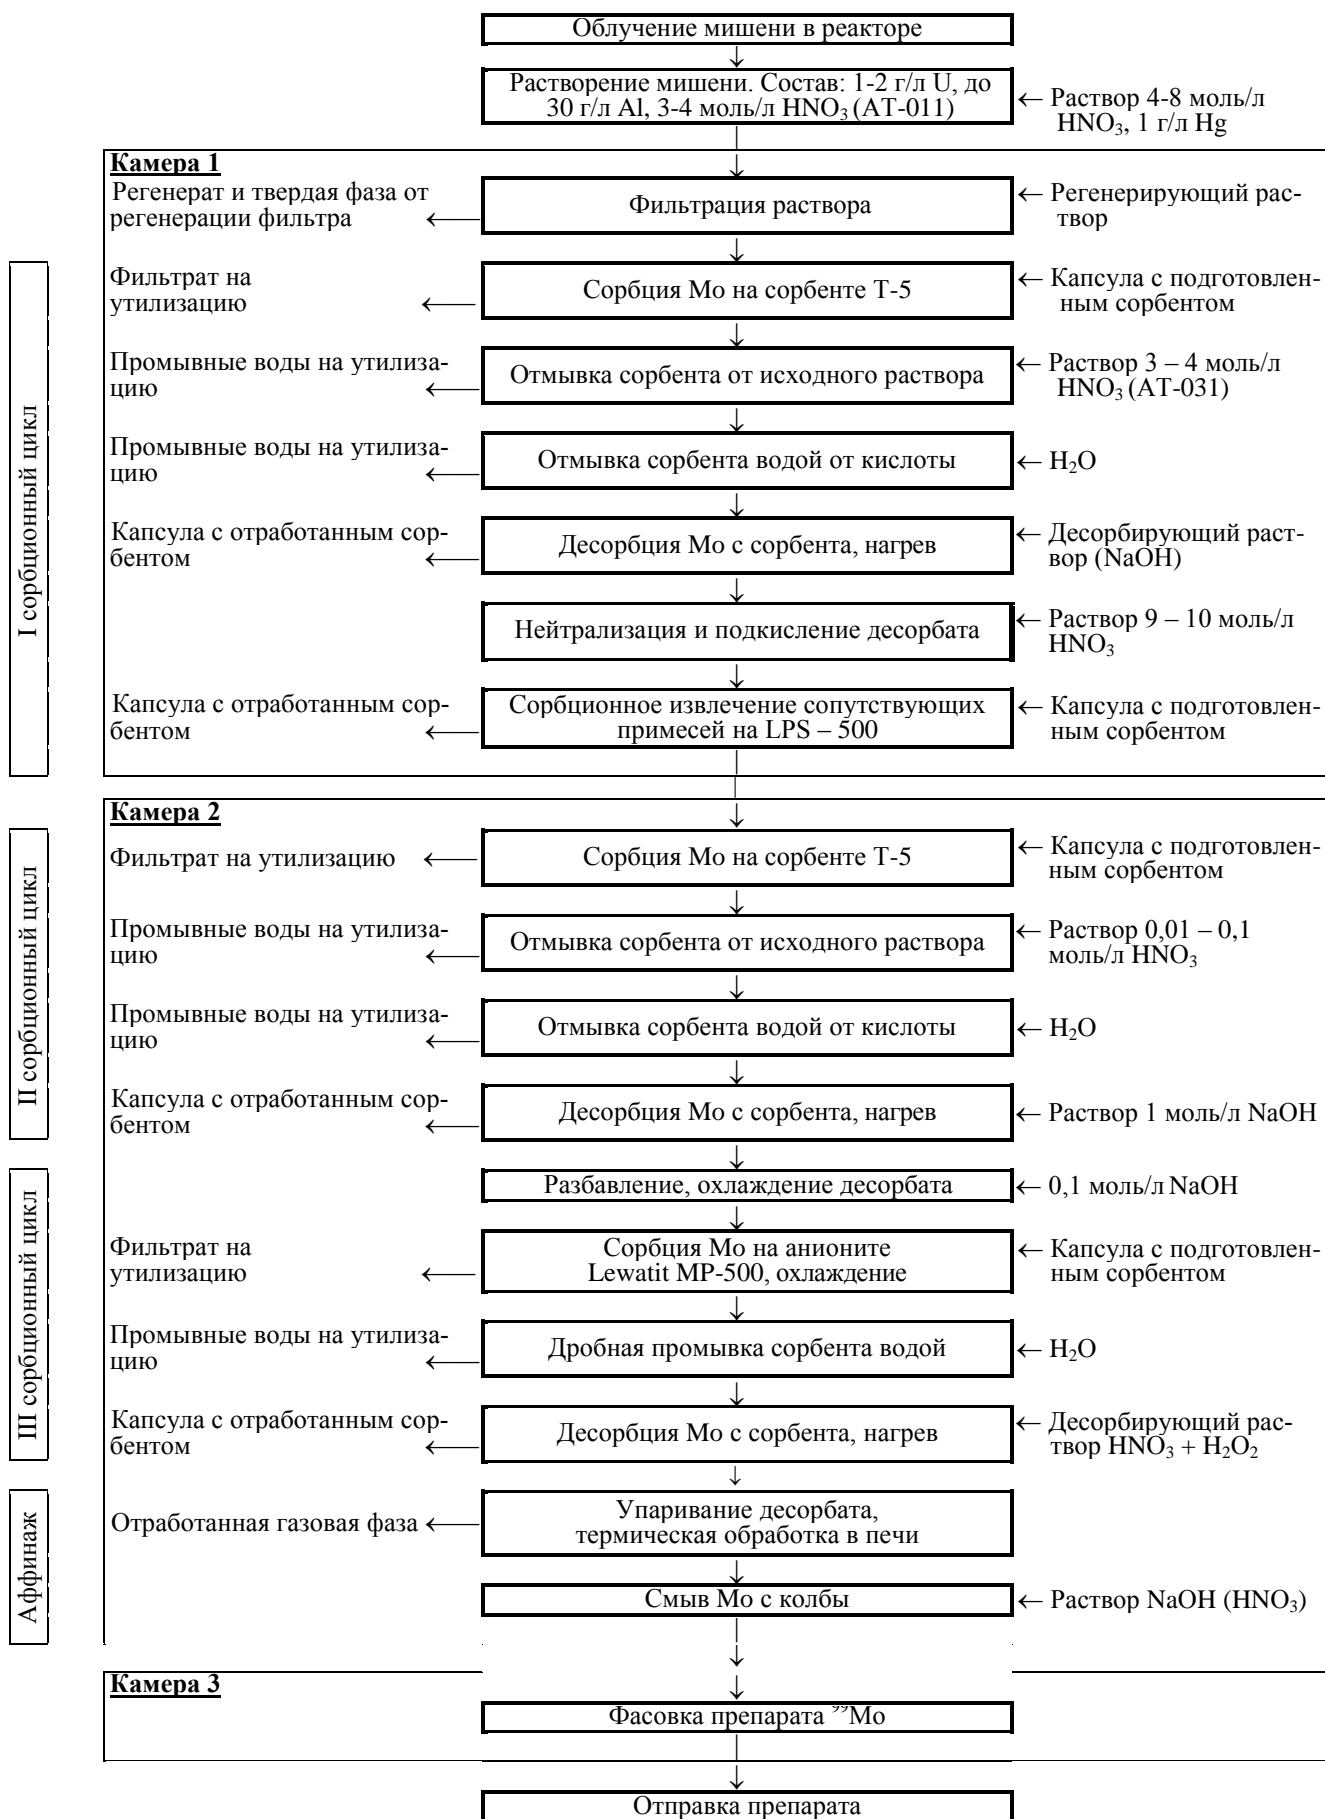 Облучение мишени в реакторе
Растворение мишени. Состав: 1-2 г/л U, до
30 г/л Al, 3-4 моль/л HNO₃ (АТ-011)
← Раствор 4-8 моль/л
HNO₃, 1 г/л Hg
Камера 1
Регенерат и твердая фаза от
регенерации фильтра
Фильтрация раствора
← Регенерирующий рас-
твор
I сорбционный цикл
Фильтрат на
утилизацию
Сорбция Mo на сорбенте Т-5
← Капсула с подготовлен-
ным сорбентом
Промывные воды на утилиза-
цию
Отмывка сорбента от исходного раствора
← Раствор 3 – 4 моль/л
HNO₃ (АТ-031)
Промывные воды на утилиза-
цию
Отмывка сорбента водой от кислоты
← H₂O
Капсула с отработанным сор-
бентом
Десорбция Mo с сорбента, нагрев
← Десорбирующий раст-
вор (NaOH)
Нейтрализация и подкисление десорбата
← Раствор 9 – 10 моль/л
HNO₃
Капсула с отработанным сор-
бентом
Сорбционное извлечение сопутствующих
примесей на LPS – 500
← Капсула с подготовлен-
ным сорбентом
Камера 2
II сорбционный цикл
Фильтрат на утилизацию
Сорбция Mo на сорбенте Т-5
← Капсула с подготовлен-
ным сорбентом
Промывные воды на утилиза-
цию
Отмывка сорбента от исходного раствора
← Раствор 0,01 – 0,1
моль/л HNO₃
Промывные воды на утилиза-
цию
Отмывка сорбента водой от кислоты
← H₂O
Капсула с отработанным сор-
бентом
Десорбция Mo с сорбента, нагрев
← Раствор 1 моль/л NaOH
III сорбционный цикл
Разбавление, охлаждение десорбата
← 0,1 моль/л NaOH
Фильтрат на
утилизацию
Сорбция Mo на анионите
Lewatit MP-500, охлаждение
← Капсула с подготовлен-
ным сорбентом
Промывные воды на утилиза-
цию
Дробная промывка сорбента водой
← H₂O
Капсула с отработанным сор-
бентом
Десорбция Mo с сорбента, нагрев
← Десорбирующий рас-
твор HNO₃ + H₂O₂
Аффинаж
Отработанная газовая фаза
Упаривание десорбата,
термическая обработка в печи
Смыв Mo с колбы
← Раствор NaOH (HNO₃)
Камера 3
Фасовка препарата ⁹⁹Mo
Отправка препарата